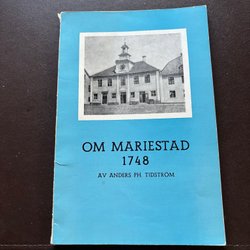 OM MARIESTAD
1748
AV ANDERS PH. TIDSTRÖM